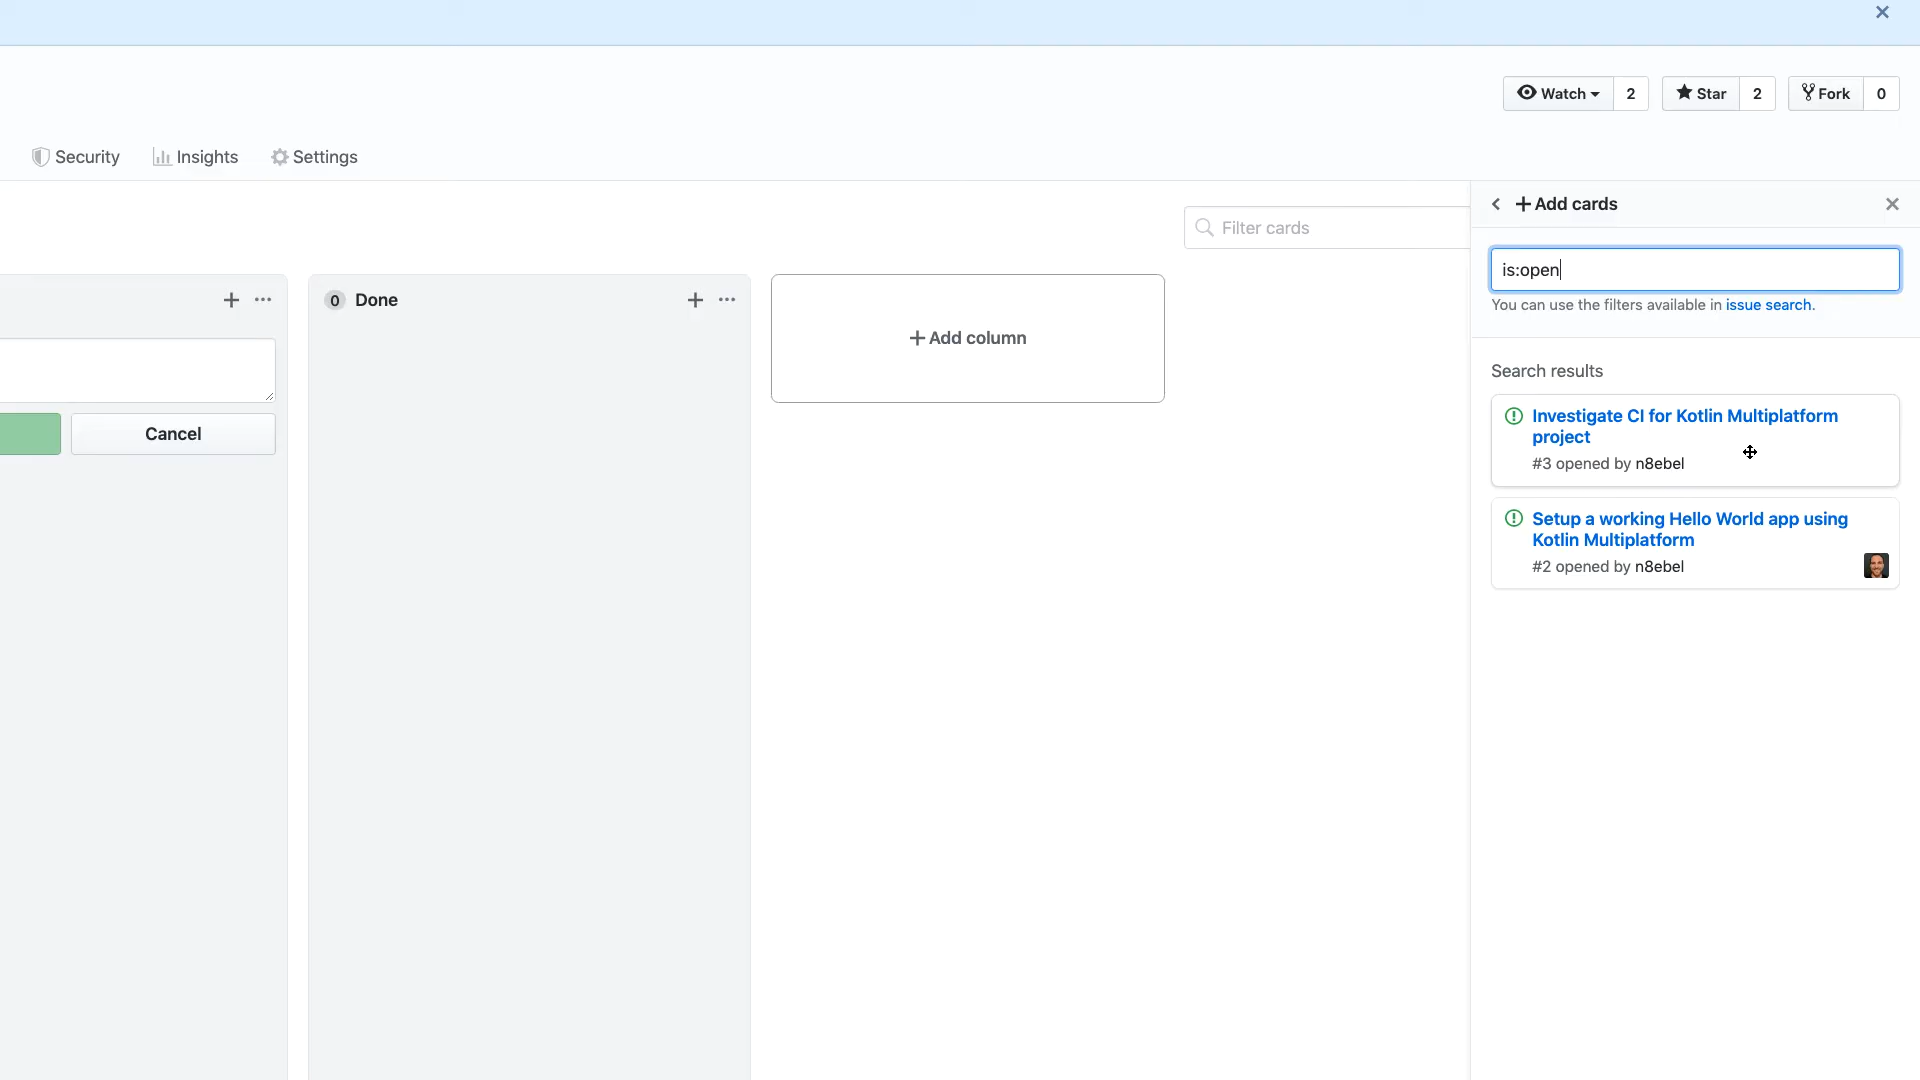 Watch 2 Star 2 Fork 0
Security Insights Settings
Add cards
Filter cards
is:open
You can use the filters available in issue search.
0 Done
Add column
Cancel
Search results
Investigate CI for Kotlin Multiplatform
project
#3 opened by n8ebel
Setup a working Hello World app using
Kotlin Multiplatform
#2 opened by n8ebel